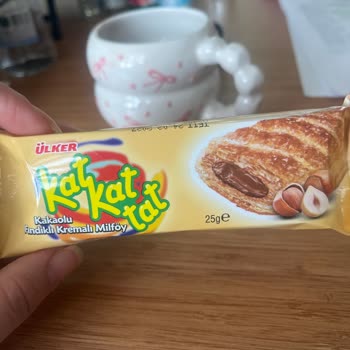 ÜLKER
Kat
Kat
tat
Kakaolu
Fındıklı Kremalı Milföy
25g℮